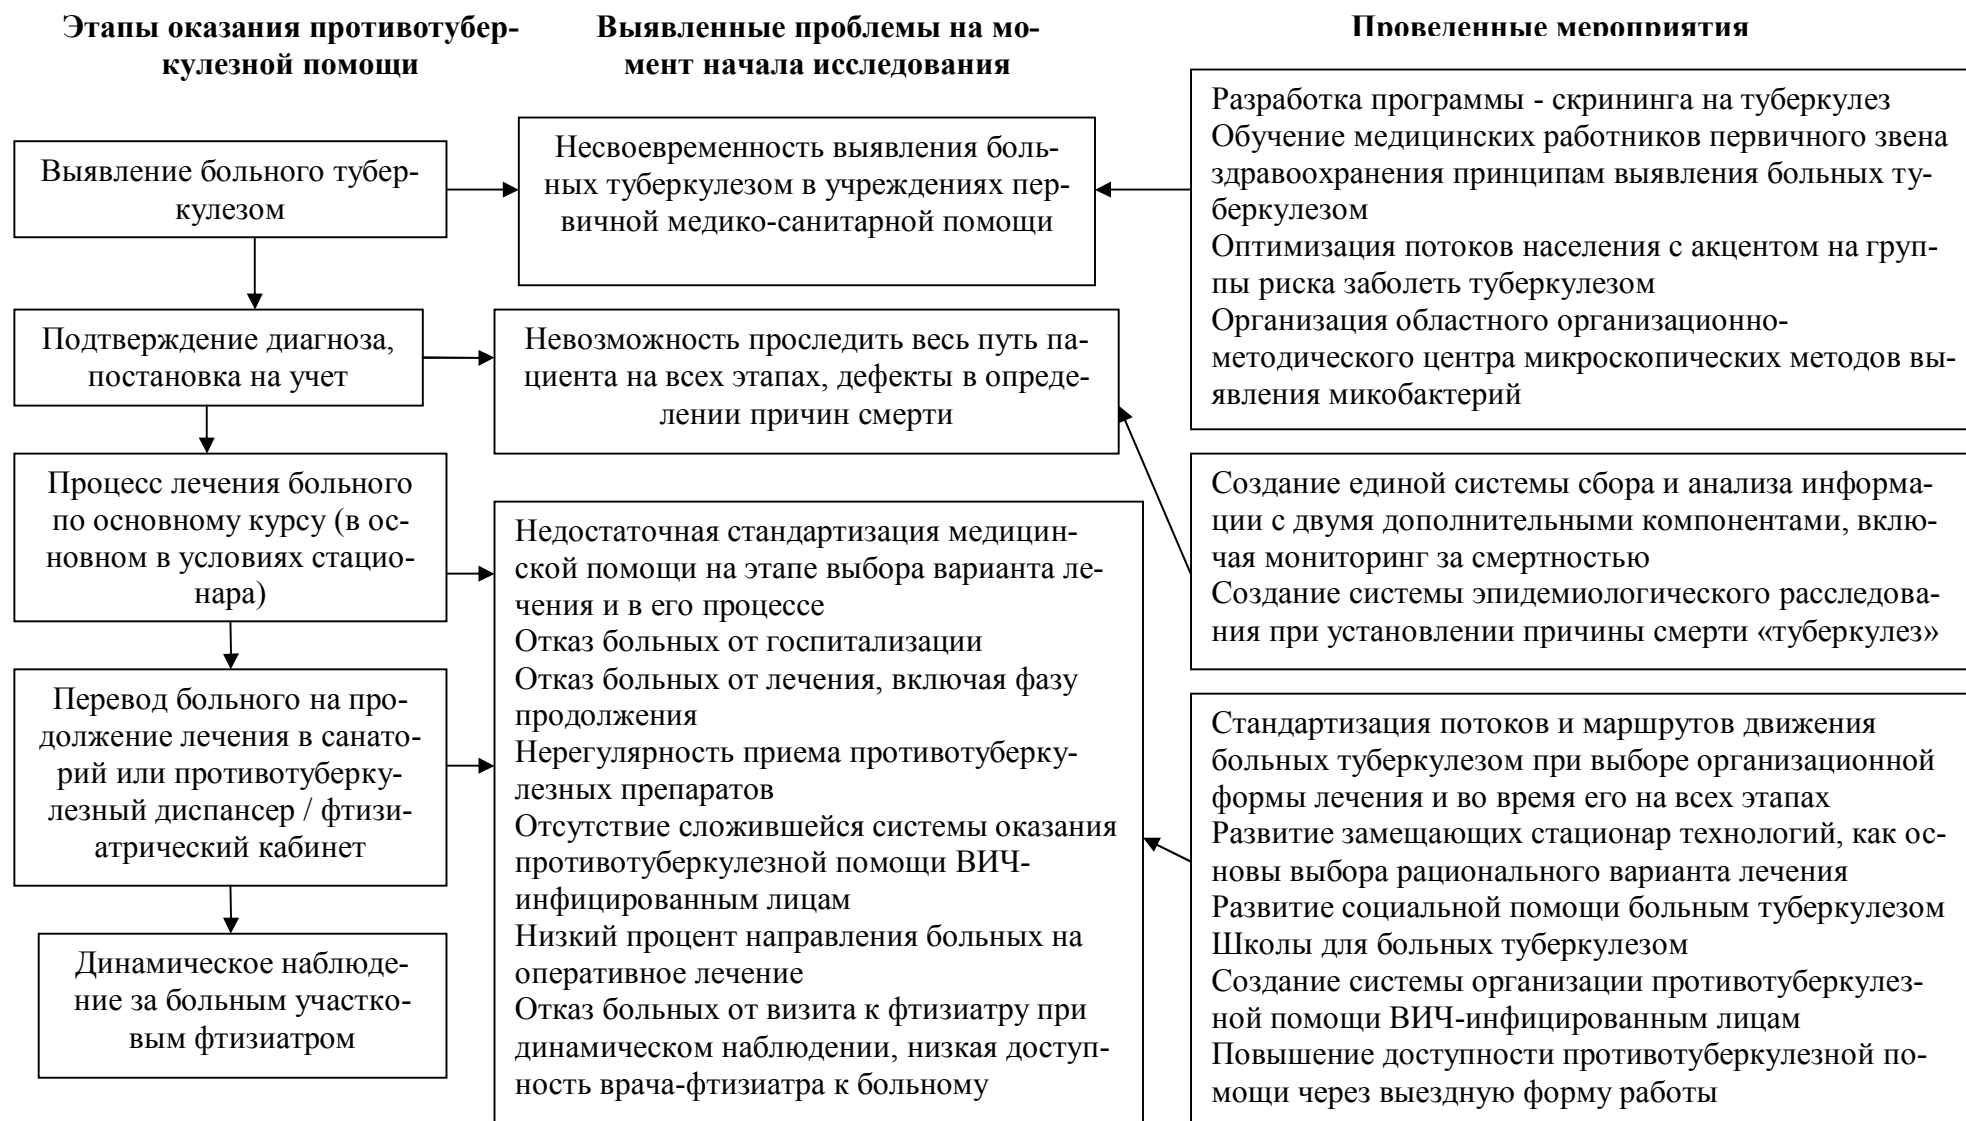 Этапы оказания противотубер-
кулезной помощи
Выявленные проблемы на мо-
мент начала исследования
Проведенные мероприятия
Выявление больного тубер-
кулезом
Подтверждение диагноза,
постановка на учет
Процесс лечения больного
по основному курсу (в ос-
новном в условиях стацио-
нара)
Перевод больного на про-
должение лечения в санато-
рий или противотуберку-
лезный диспансер / фтизи-
атрический кабинет
Динамическое наблюде-
ние за больным участко-
вым фтизиатром
Несвоевременность выявления боль-
ных туберкулезом в учреждениях пер-
вичной медико-санитарной помощи
Невозможность проследить весь путь па-
циента на всех этапах, дефекты в опреде-
лении причин смерти
Недостаточная стандартизация медицин-
ской помощи на этапе выбора варианта ле-
чения и в его процессе
Отказ больных от госпитализации
Отказ больных от лечения, включая фазу
продолжения
Нерегулярность приема противотуберку-
лезных препаратов
Отсутствие сложившейся системы оказания
противотуберкулезной помощи ВИЧ-
инфицированным лицам
Низкий процент направления больных на
оперативное лечение
Отказ больных от визита к фтизиатру при
динамическом наблюдении, низкая доступ-
ность врача-фтизиатра к больному
Разработка программы - скрининга на туберкулез
Обучение медицинских работников первичного звена
здравоохранения принципам выявления больных ту-
беркулезом
Оптимизация потоков населения с акцентом на груп-
пы риска заболеть туберкулезом
Организация областного организационно-
методического центра микроскопических методов вы-
явления микобактерий
Создание единой системы сбора и анализа информа-
ции с двумя дополнительными компонентами, вклю-
чая мониторинг за смертностью
Создание системы эпидемиологического расследова-
ния при установлении причины смерти «туберкулез»
Стандартизация потоков и маршрутов движения
больных туберкулезом при выборе организационной
формы лечения и во время его на всех этапах
Развитие замещающих стационар технологий, как ос-
новы выбора рационального варианта лечения
Развитие социальной помощи больным туберкулезом
Школы для больных туберкулезом
Создание системы организации противотуберкулез-
ной помощи ВИЧ-инфицированным лицам
Повышение доступности противотуберкулезной по-
мощи через выездную форму работы